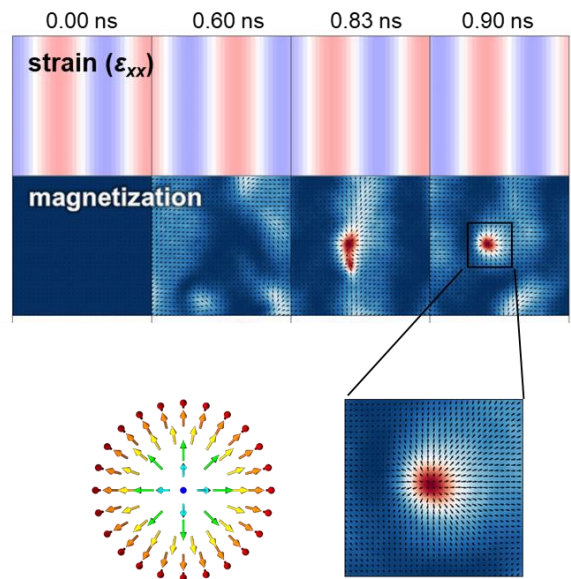 0.00 ns 0.60 ns 0.83 ns 0.90 ns
strain (εxx)
magnetization